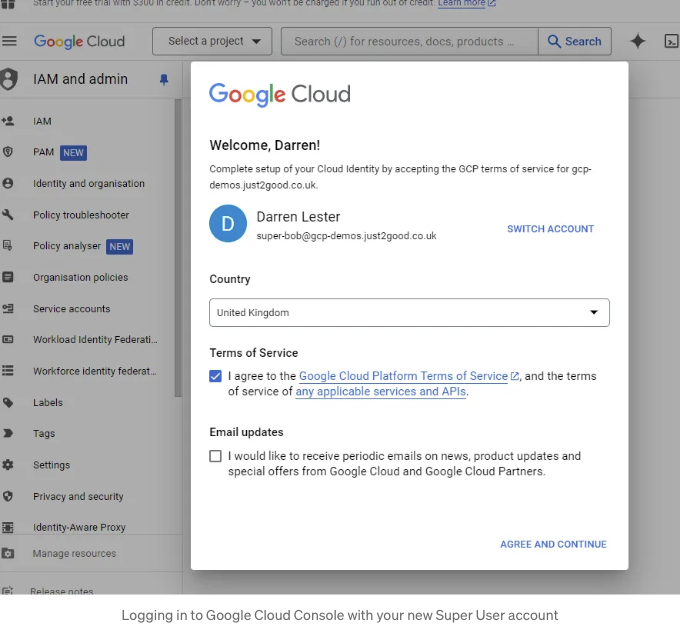 Start your free trial with $300 in credit. Don't worry – you won't be charged if you run out of credit. Learn more
Google Cloud
Select a project
Search (/) for resources, docs, products ...
Search
IAM and admin
IAM
PAM NEW
Identity and organisation
Policy troubleshooter
Policy analyser NEW
Organisation policies
Service accounts
Workload Identity Federati...
Workforce identity federat...
Labels
Tags
Settings
Privacy and security
Identity-Aware Proxy
Manage resources
Release notes
Google Cloud
Welcome, Darren!
Complete setup of your Cloud Identity by accepting the GCP terms of service for gcp-
demos.just2good.co.uk.
D
Darren Lester
super-bob@gcp-demos.just2good.co.uk
SWITCH ACCOUNT
Country
United Kingdom
Terms of Service
I agree to the Google Cloud Platform Terms of Service, and the terms
of service of any applicable services and APIs.
Email updates
I would like to receive periodic emails on news, product updates and
special offers from Google Cloud and Google Cloud Partners.
AGREE AND CONTINUE
Logging in to Google Cloud Console with your new Super User account